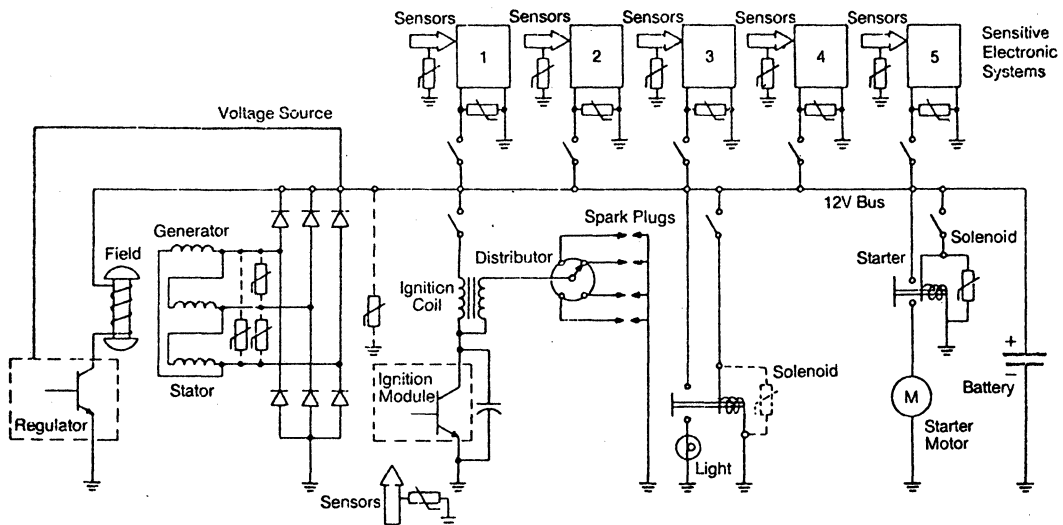 Sensors
Sensors
Sensors
Sensors
Sensors
1
2
3
4
5
Sensitive
Electronic
Systems
Voltage Source
12V Bus
Generator
Field
Stator
Regulator
Ignition
Coil
Distributor
Spark Plugs
Ignition
Module
Sensors
Solenoid
Light
Solenoid
Starter
M
Starter
Motor
+
−
Battery